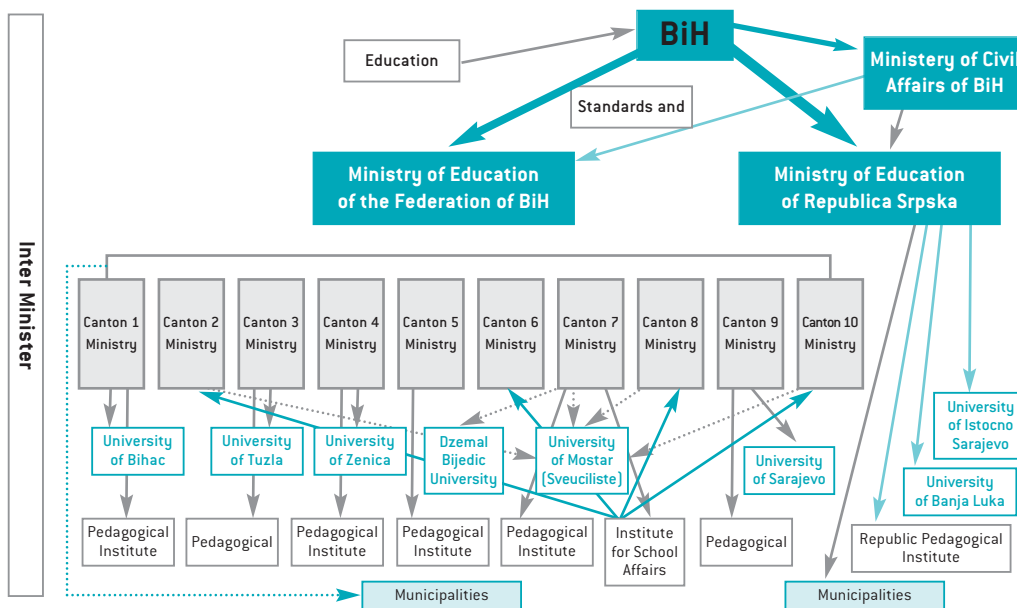 Inter Minister
BiH
Education
Ministery of Civil
Affairs of BiH
Standards and
Ministry of Education
of the Federation of BiH
Ministry of Education
of Republica Srpska
Canton 1
Ministry
Canton 2
Ministry
Canton 3
Ministry
Canton 4
Ministry
Canton 5
Ministry
Canton 6
Ministry
Canton 7
Ministry
Canton 8
Ministry
Canton 9
Ministry
Canton 10
Ministry
University
of Bihac
University
of Tuzla
University
of Zenica
Dzemal
Bijedic
University
University
of Mostar
(Sveuciliste)
University
of Sarajevo
University
of Istocno
Sarajevo
University
of Banja Luka
Pedagogical
Institute
Pedagogical
Pedagogical
Institute
Pedagogical
Institute
Pedagogical
Institute
Institute
for School
Affairs
Pedagogical
Republic Pedagogical
Institute
Municipalities
Municipalities